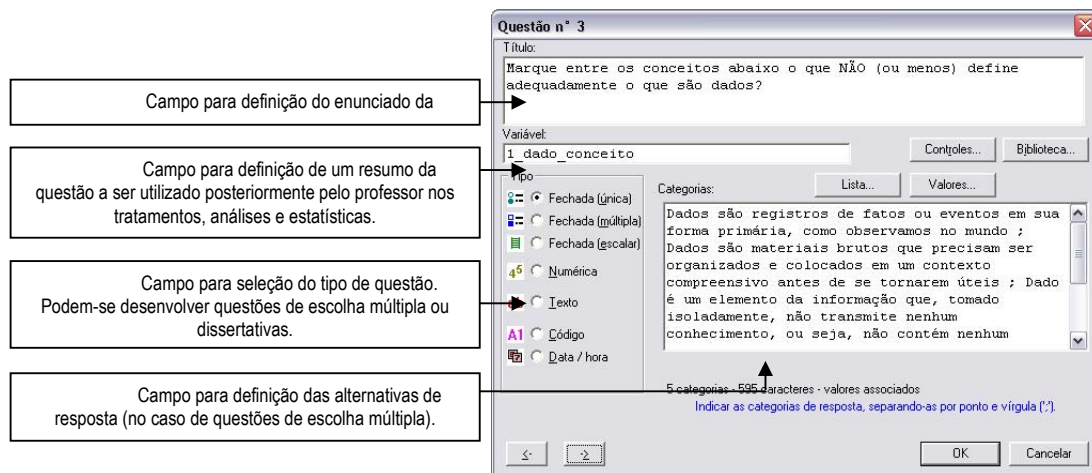 Campo para definição do enunciado da
Campo para definição de um resumo da
questão a ser utilizado posteriormente pelo professor nos
tratamentos, análises e estatísticas.
Campo para seleção do tipo de questão.
Podem-se desenvolver questões de escolha múltipla ou
dissertativas.
Campo para definição das alternativas de
resposta (no caso de questões de escolha múltipla).
Questão n° 3
Título:
Marque entre os conceitos abaixo o que NÃO (ou menos) define
adequadamente o que são dados?
Variável:
1_dado_conceito
Controles...
Biblioteca...
Tipo
Fechada (única)
Fechada (múltipla)
Fechada (escalar)
Numérica
Texto
Código
Data / hora
Categorias:
Lista...
Valores...
Dados são registros de fatos ou eventos em sua
forma primária, como observamos no mundo ;
Dados são materiais brutos que precisam ser
organizados e colocados em um contexto
compreensivo antes de se tornarem úteis ; Dado
é um elemento da informação que, tomado
isoladamente, não transmite nenhum
conhecimento, ou seja, não contém nenhum
5 categorias - 595 caracteres - valores associados
Indicar as categorias de resposta, separando-as por ponto e vírgula (';').
<-
->
OK
Cancelar